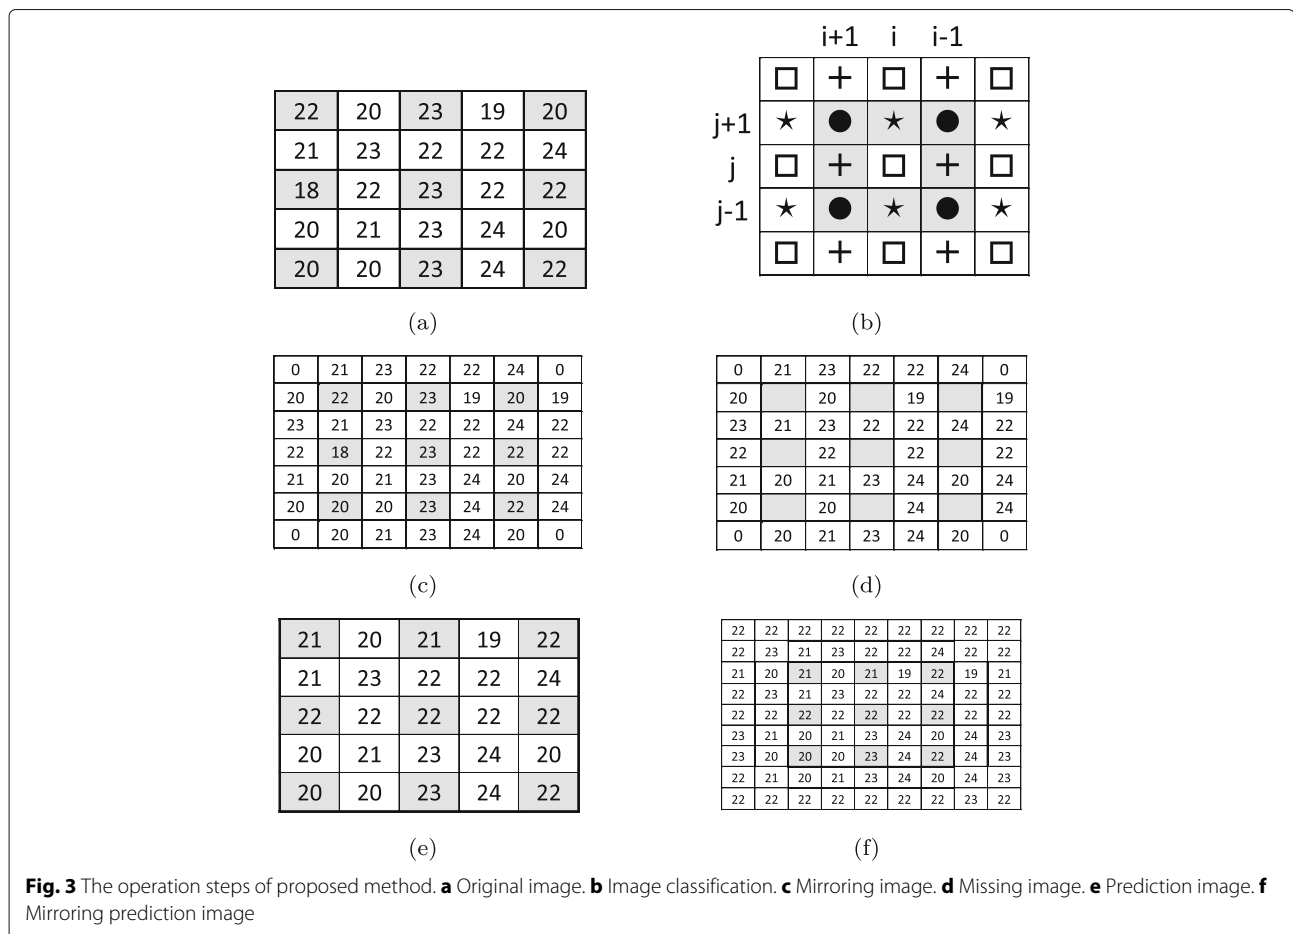 22 20 23 19 20
21 23 22 22 24
18 22 23 22 22
20 21 23 24 20
20 20 23 24 22
(a)
i+1 i i-1
□ + □ + □
j+1 ★ ● ★ ● ★
j □ + □ + □
j-1 ★ ● ★ ● ★
□ + □ + □
(b)
0 21 23 22 22 24 0
20 22 20 23 19 20 19
23 21 23 22 22 24 22
22 18 22 23 22 22 22
21 20 21 23 24 20 24
20 20 20 23 24 22 24
0 20 21 23 24 20 0
(c)
0 21 23 22 22 24 0
20 20 19 19
23 21 23 22 22 24 22
22 22 22 22
21 20 21 23 24 20 24
20 20 24 24
0 20 21 23 24 20 0
(d)
21 20 21 19 22
21 23 22 22 24
22 22 22 22 22
20 21 23 24 20
20 20 23 24 22
(e)
22 22 22 22 22 22 22 22 22
22 23 21 23 22 22 24 22 22
21 20 21 20 21 19 22 19 21
22 23 21 23 22 22 24 22 22
22 22 22 22 22 22 22 22 22
23 21 20 21 23 24 20 24 23
23 20 20 20 23 24 22 24 23
22 21 20 21 23 24 20 24 23
22 22 22 22 22 22 22 23 22
(f)
Fig. 3 The operation steps of proposed method. a Original image. b Image classification. c Mirroring image. d Missing image. e Prediction image. f
Mirroring prediction image